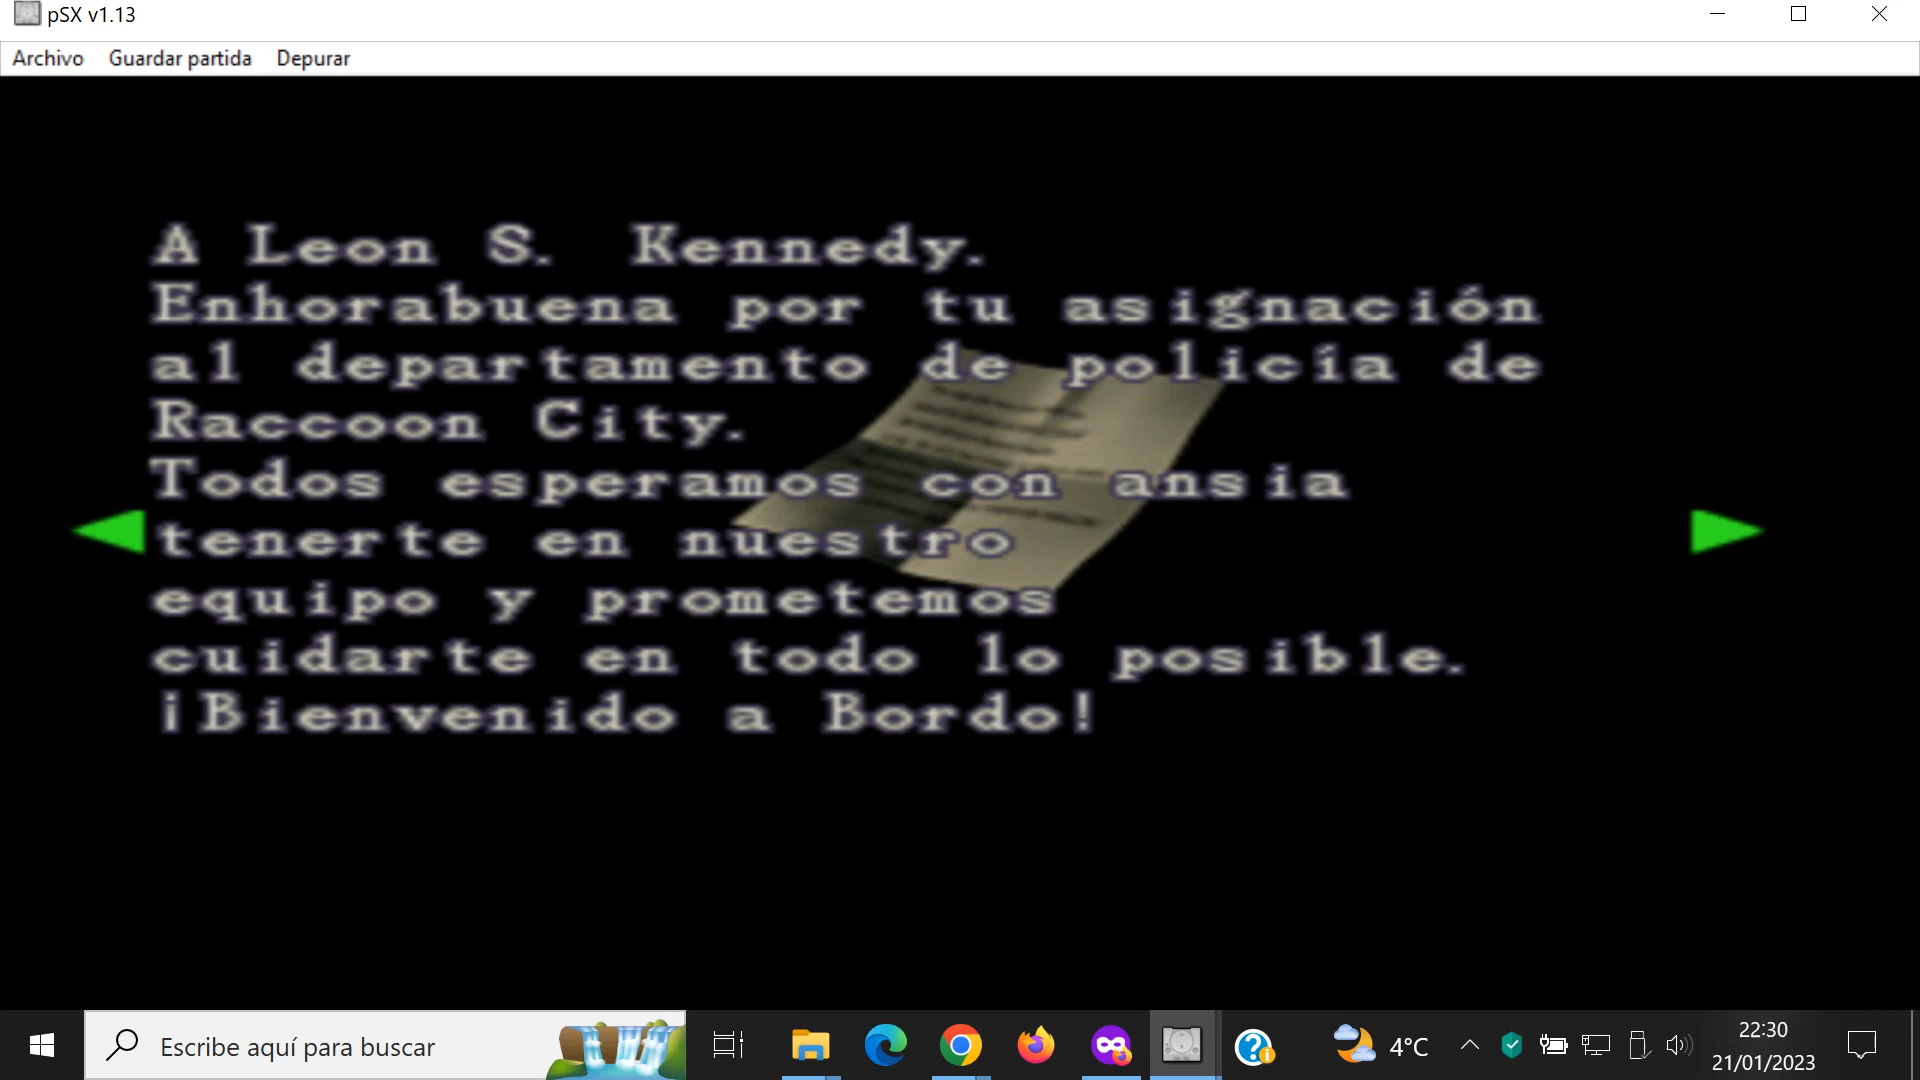 pSX v1.13
Archivo Guardar partida Depurar
A Leon S. Kennedy.
Enhorabuena por tu asignación
al departamento de policía de
Raccoon City.
Todos esperamos con ansia
tenerte en nuestro
equipo y prometemos
cuidarte en todo lo posible.
¡Bienvenido a Bordo!
Escribe aquí para buscar
4°C
22:30
21/01/2023